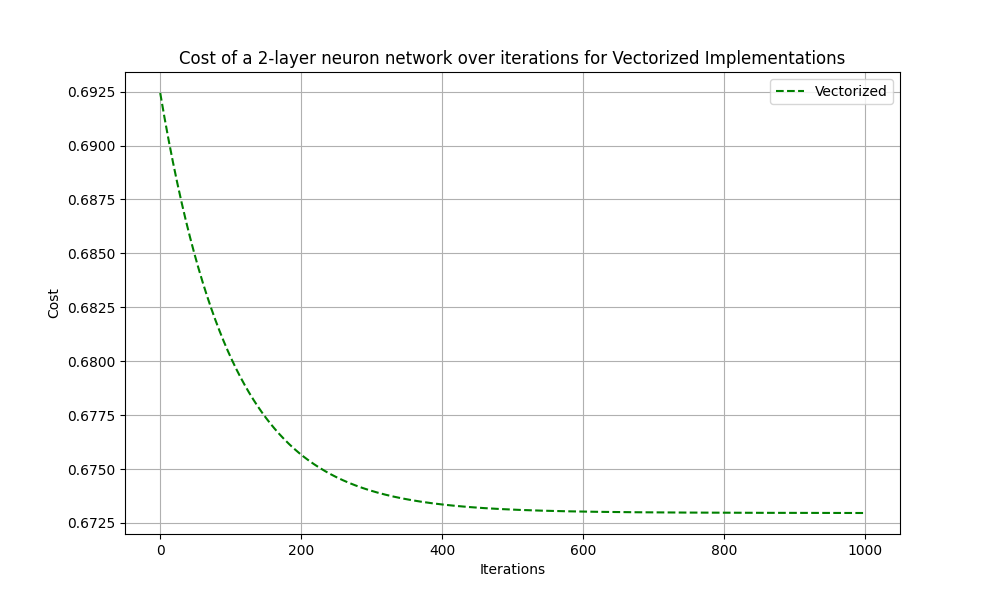 Cost of a 2-layer neuron network over iterations for Vectorized Implementations
Vectorized
Cost
0.6925
0.6900
0.6875
0.6850
0.6825
0.6800
0.6775
0.6750
0.6725
0 200 400 600 800 1000
Iterations